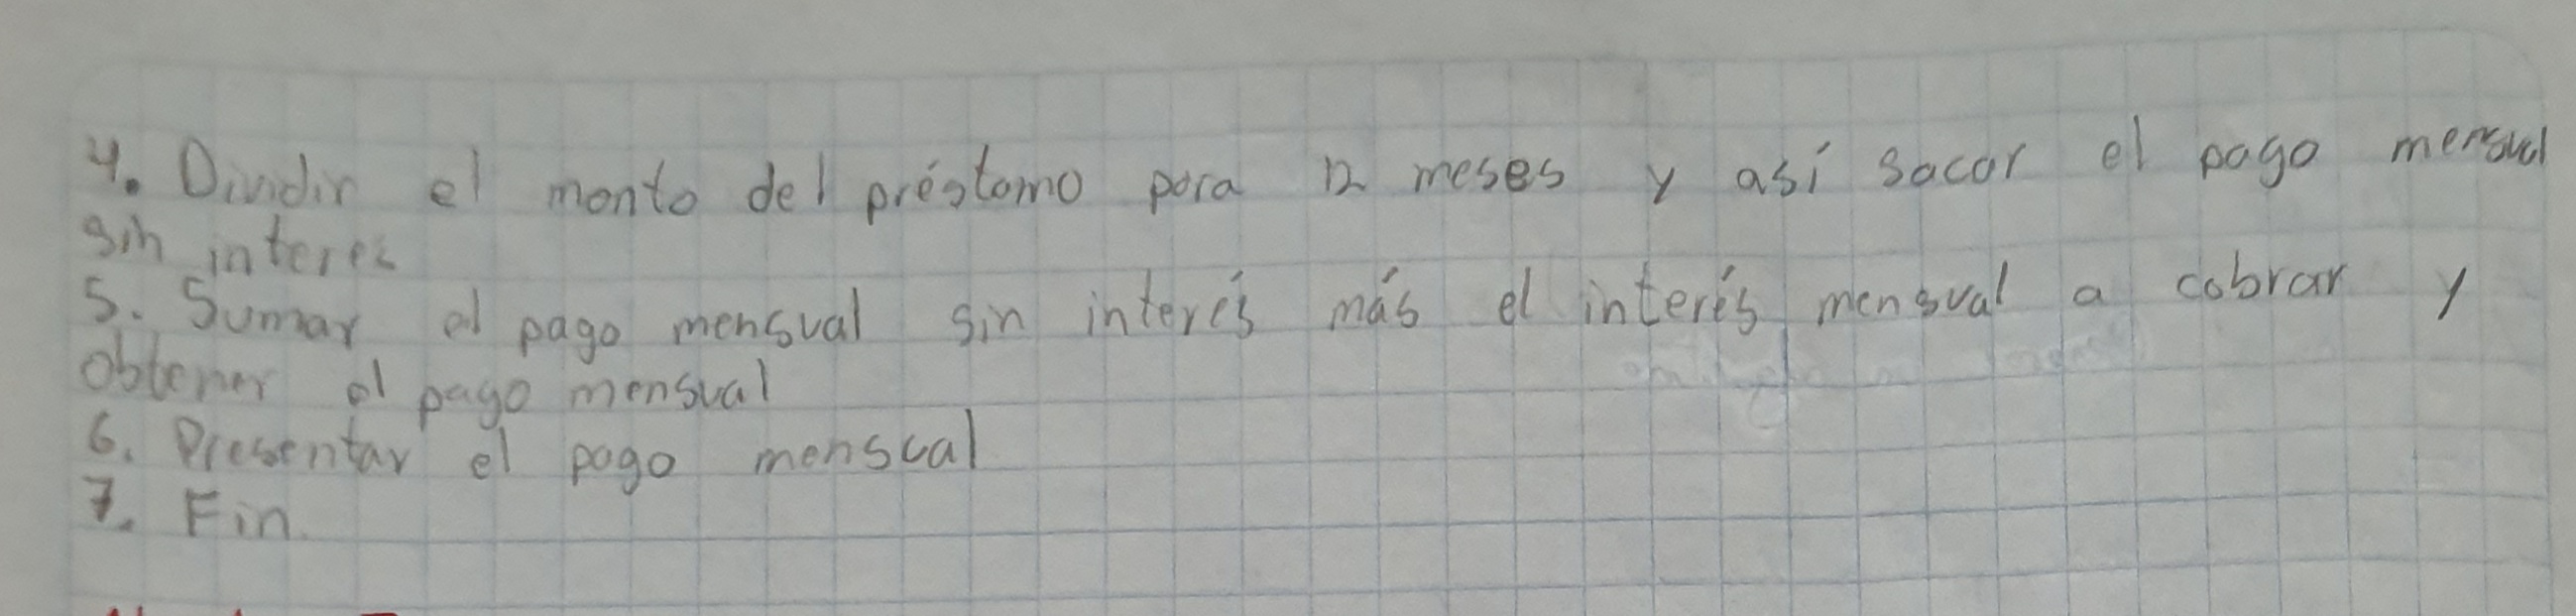 4. Dividir el monto del préstamo para 12 meses y así sacar el pago mensual
sin interes
5. Sumar el pago mensual sin interés más el interés mensual a cobrar y
obtener el pago mensual
6. Presentar el pago mensual
7. Fin.